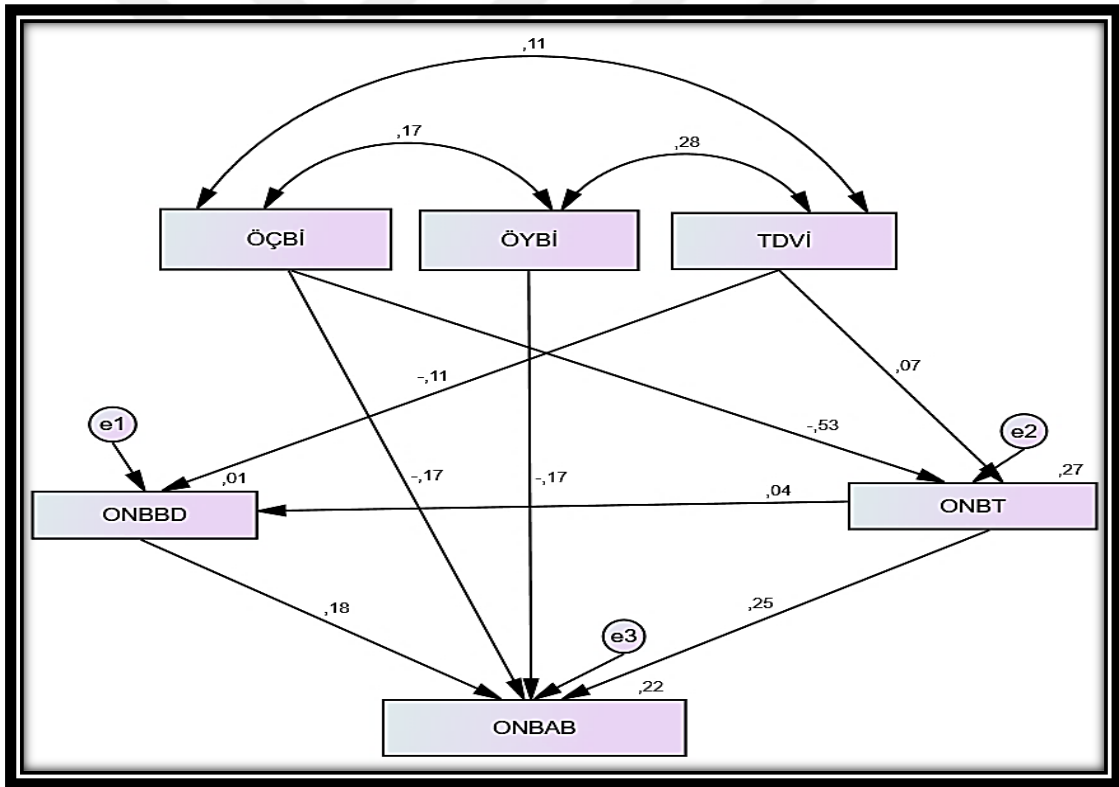 ,11
,17
,28
ÖÇBİ
ÖYBİ
TDVİ
-,11
,07
e1
-,53
e2
,01
-,17
-,17
,27
ONBBD
,04
ONBT
,18
,25
e3
,22
ONBAB